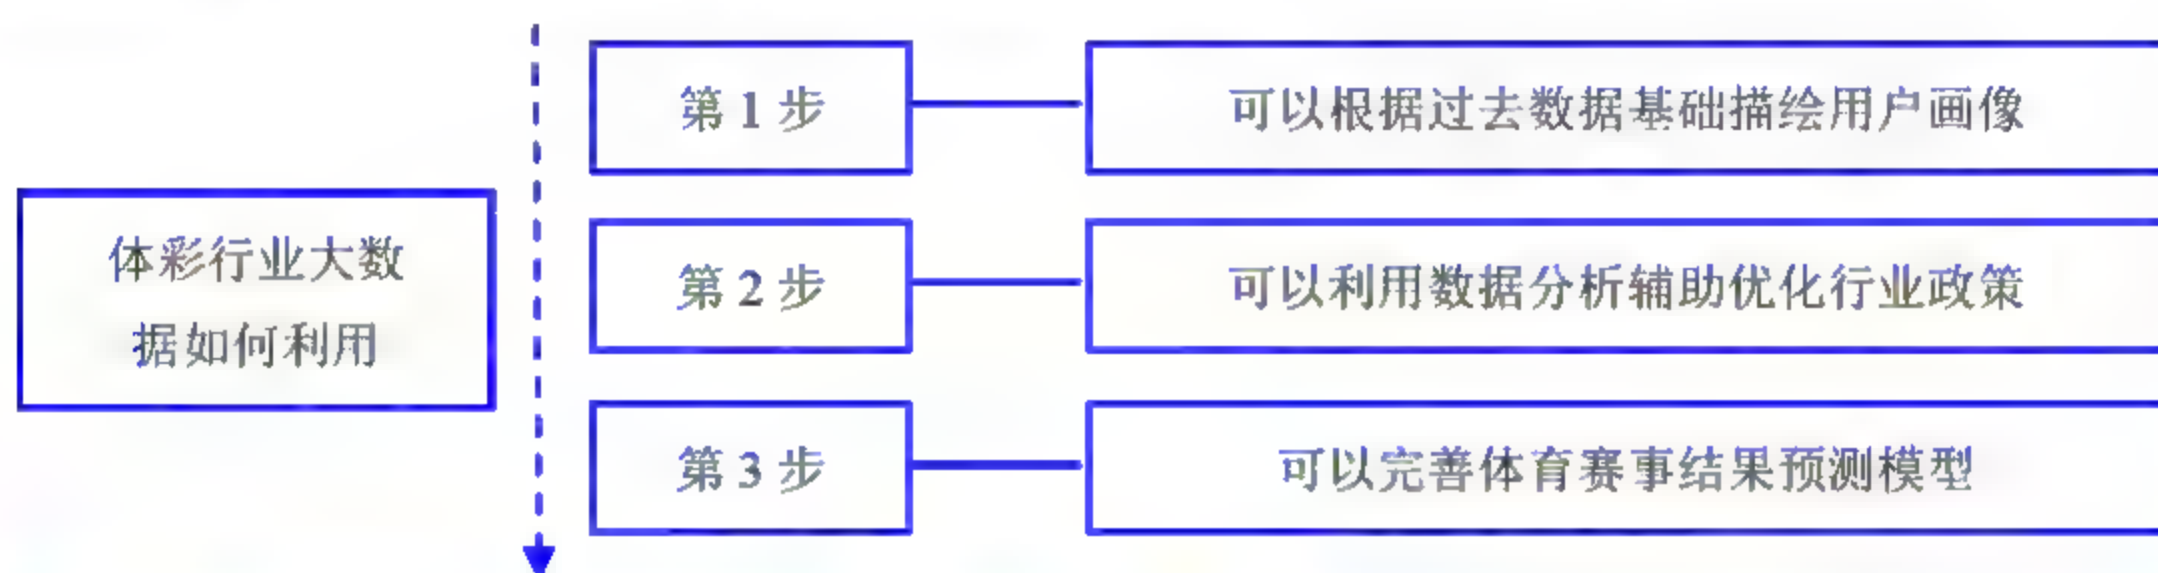 体彩行业大数
据如何利用
第 1 步
可以根据过去数据基础描绘用户画像
第 2 步
可以利用数据分析辅助优化行业政策
第 3 步
可以完善体育赛事结果预测模型